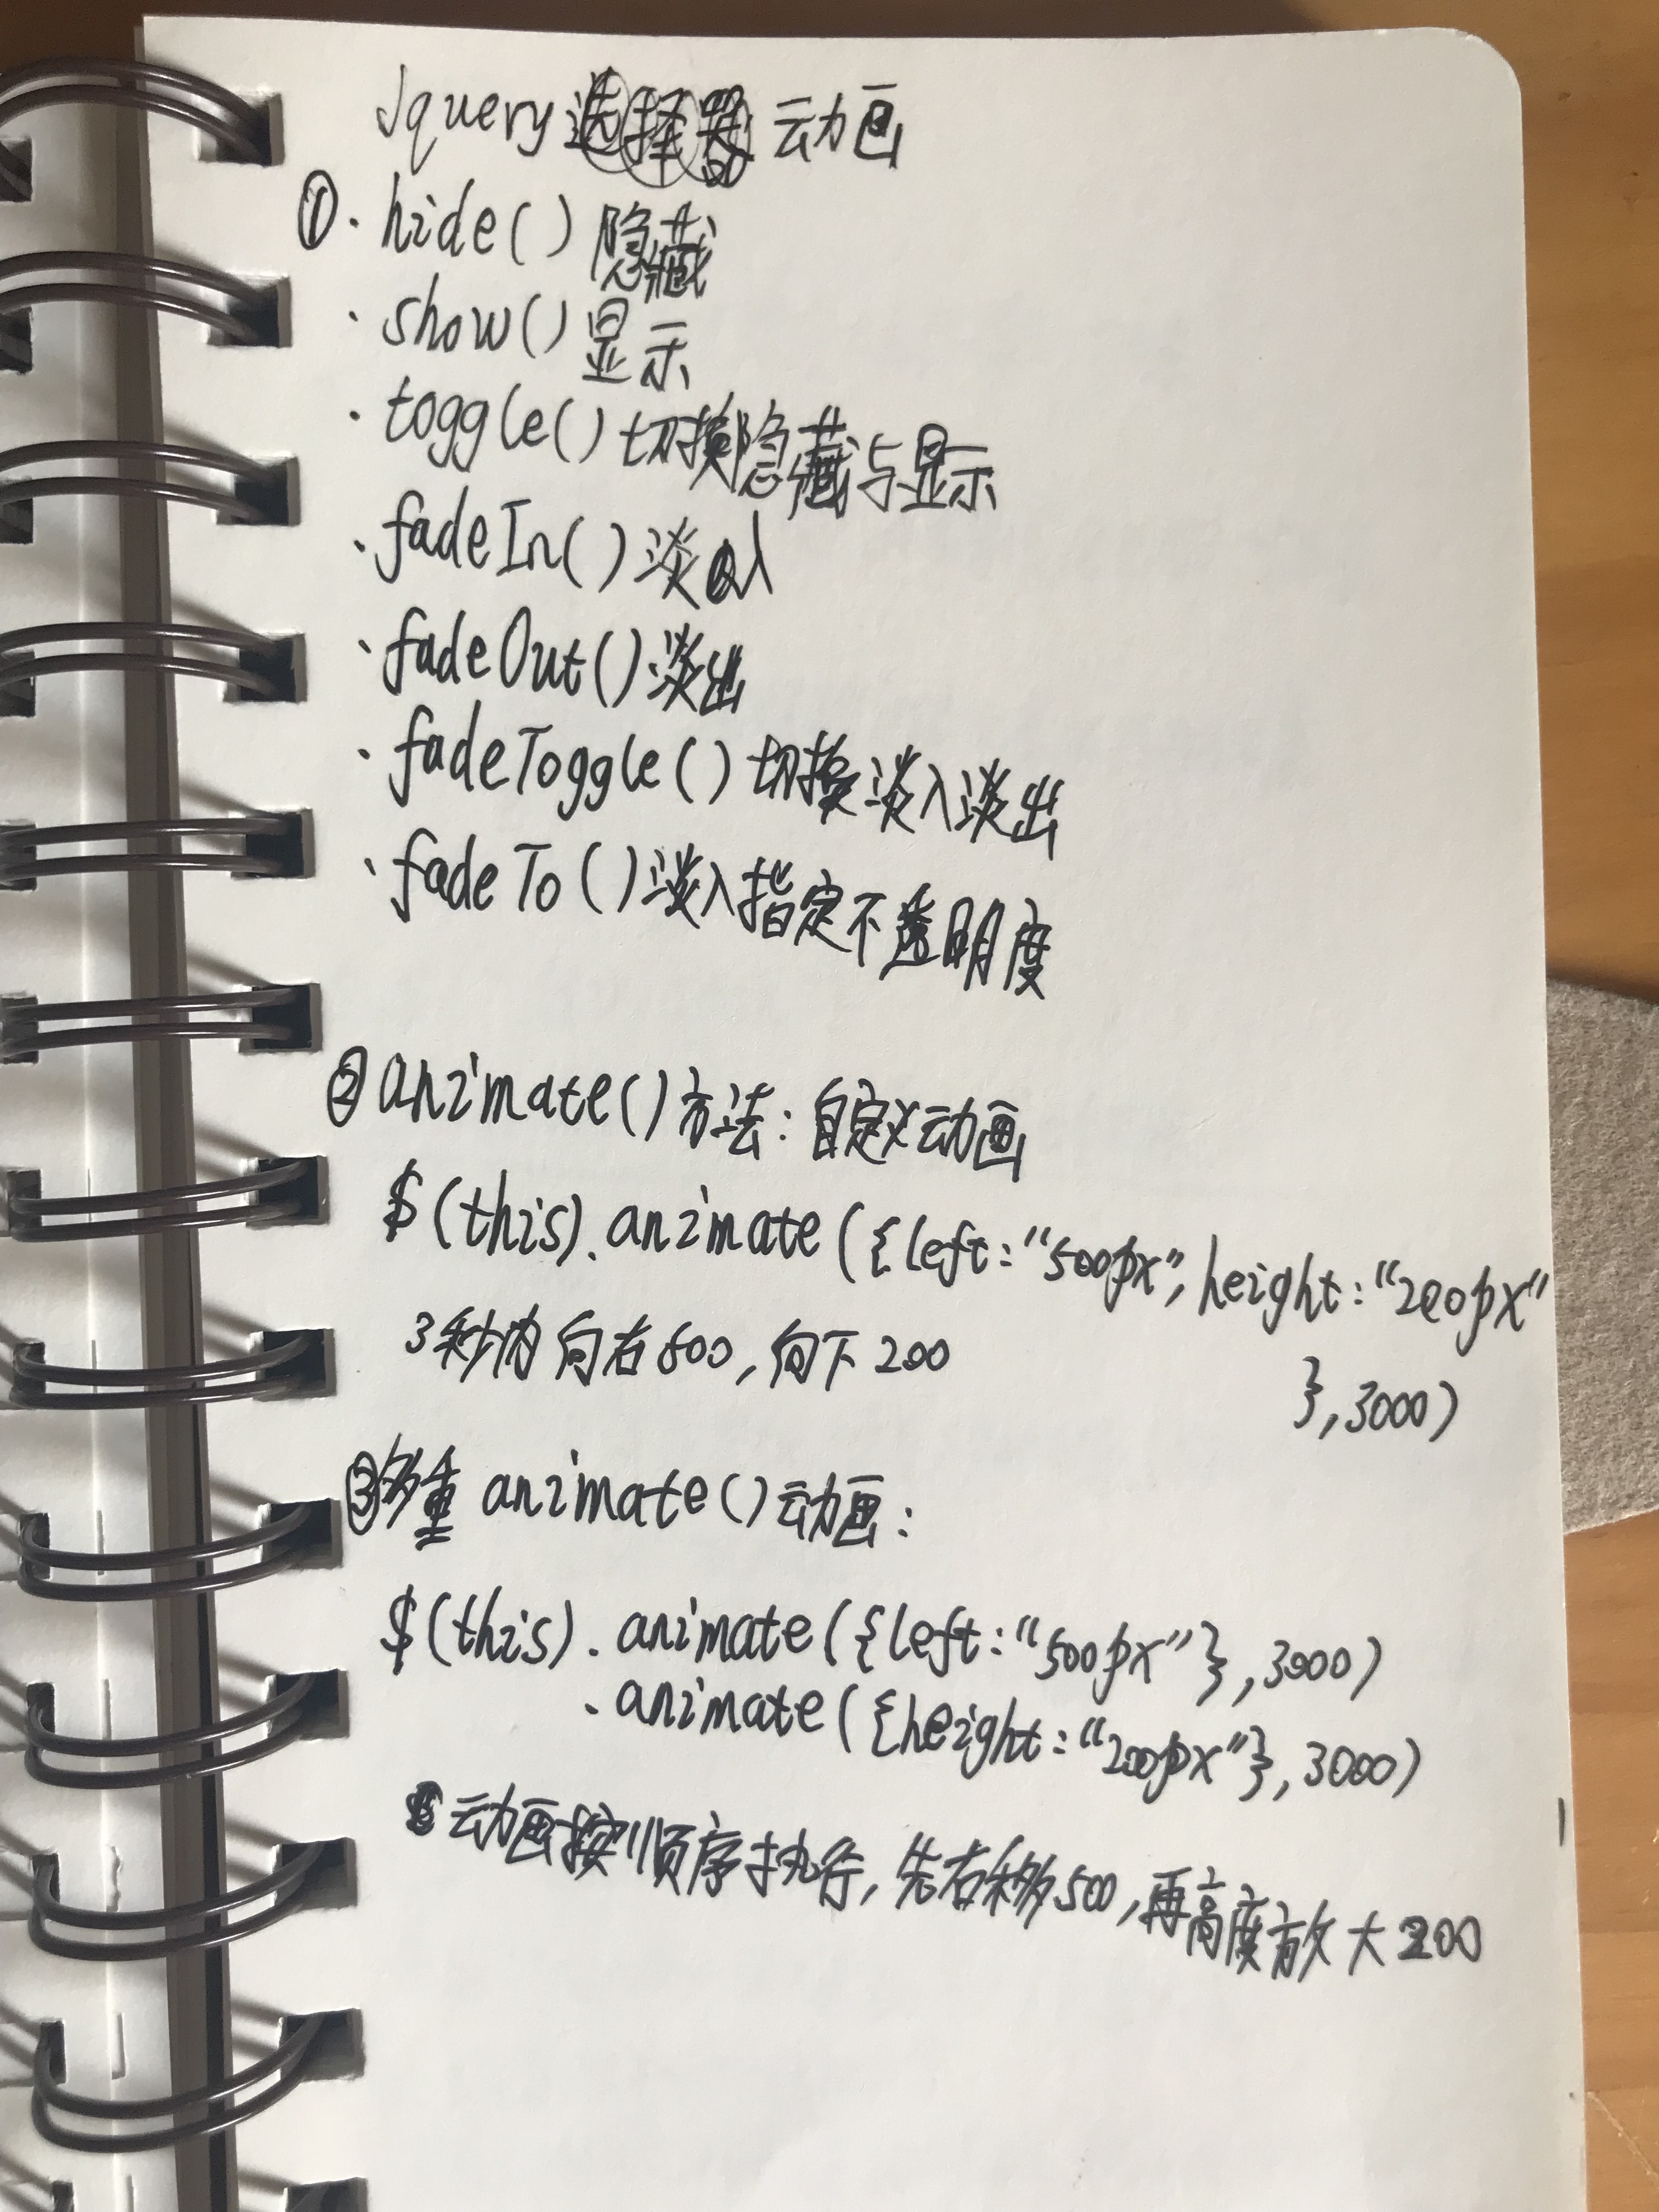 Jquery 动画
① · hide() 隐藏
· show() 显示
· toggle() 切换隐藏与显示
· fadeIn() 淡入
· fadeOut() 淡出
· fadeToggle() 切换淡入淡出
· fadeTo() 淡入指定不透明度
② animate() 方法: 自定义动画
$(this).animate({left:"500px", height:"200px"
},3000)
3秒内向右500, 向下200
③多重 animate() 动画:
$(this).animate({left:"500px"},3000)
.animate({height:"200px"},3000)
动画按顺序执行, 先右移500, 再高度放大200